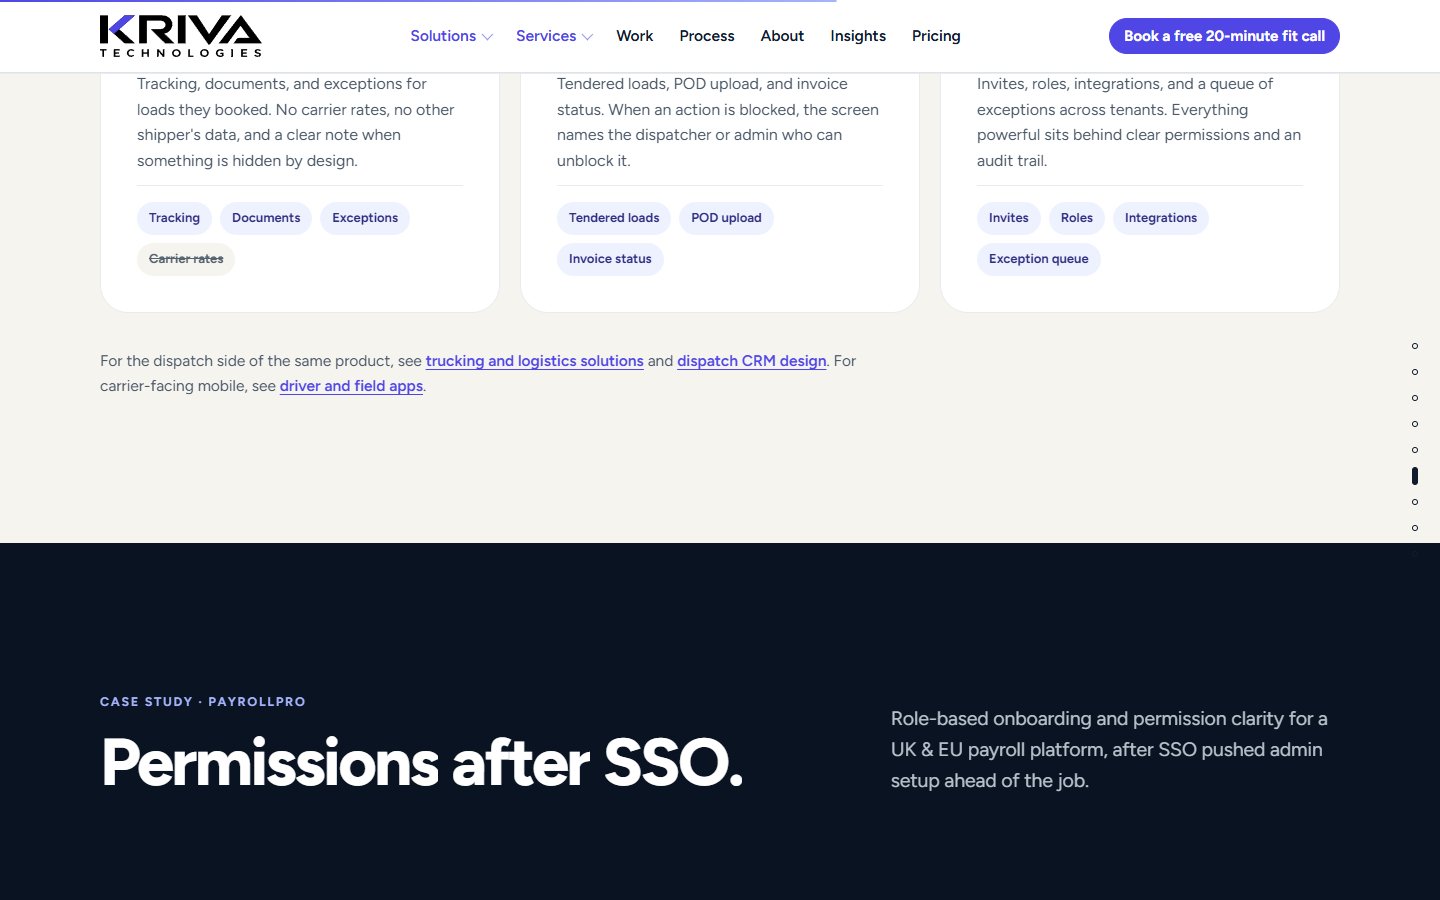 KRIVA
TECHNOLOGIES
Solutions
Services
Work
Process
About
Insights
Pricing
Book a free 20-minute fit call
Tracking, documents, and exceptions for
loads they booked. No carrier rates, no other
shipper's data, and a clear note when
something is hidden by design.
Tracking
Documents
Exceptions
Carrier rates
Tendered loads, POD upload, and invoice
status. When an action is blocked, the screen
names the dispatcher or admin who can
unblock it.
Tendered loads
POD upload
Invoice status
Invites, roles, integrations, and a queue of
exceptions across tenants. Everything
powerful sits behind clear permissions and an
audit trail.
Invites
Roles
Integrations
Exception queue
For the dispatch side of the same product, see trucking and logistics solutions and dispatch CRM design. For
carrier-facing mobile, see driver and field apps.
CASE STUDY · PAYROLLPRO
Permissions after SSO.
Role-based onboarding and permission clarity for a
UK & EU payroll platform, after SSO pushed admin
setup ahead of the job.